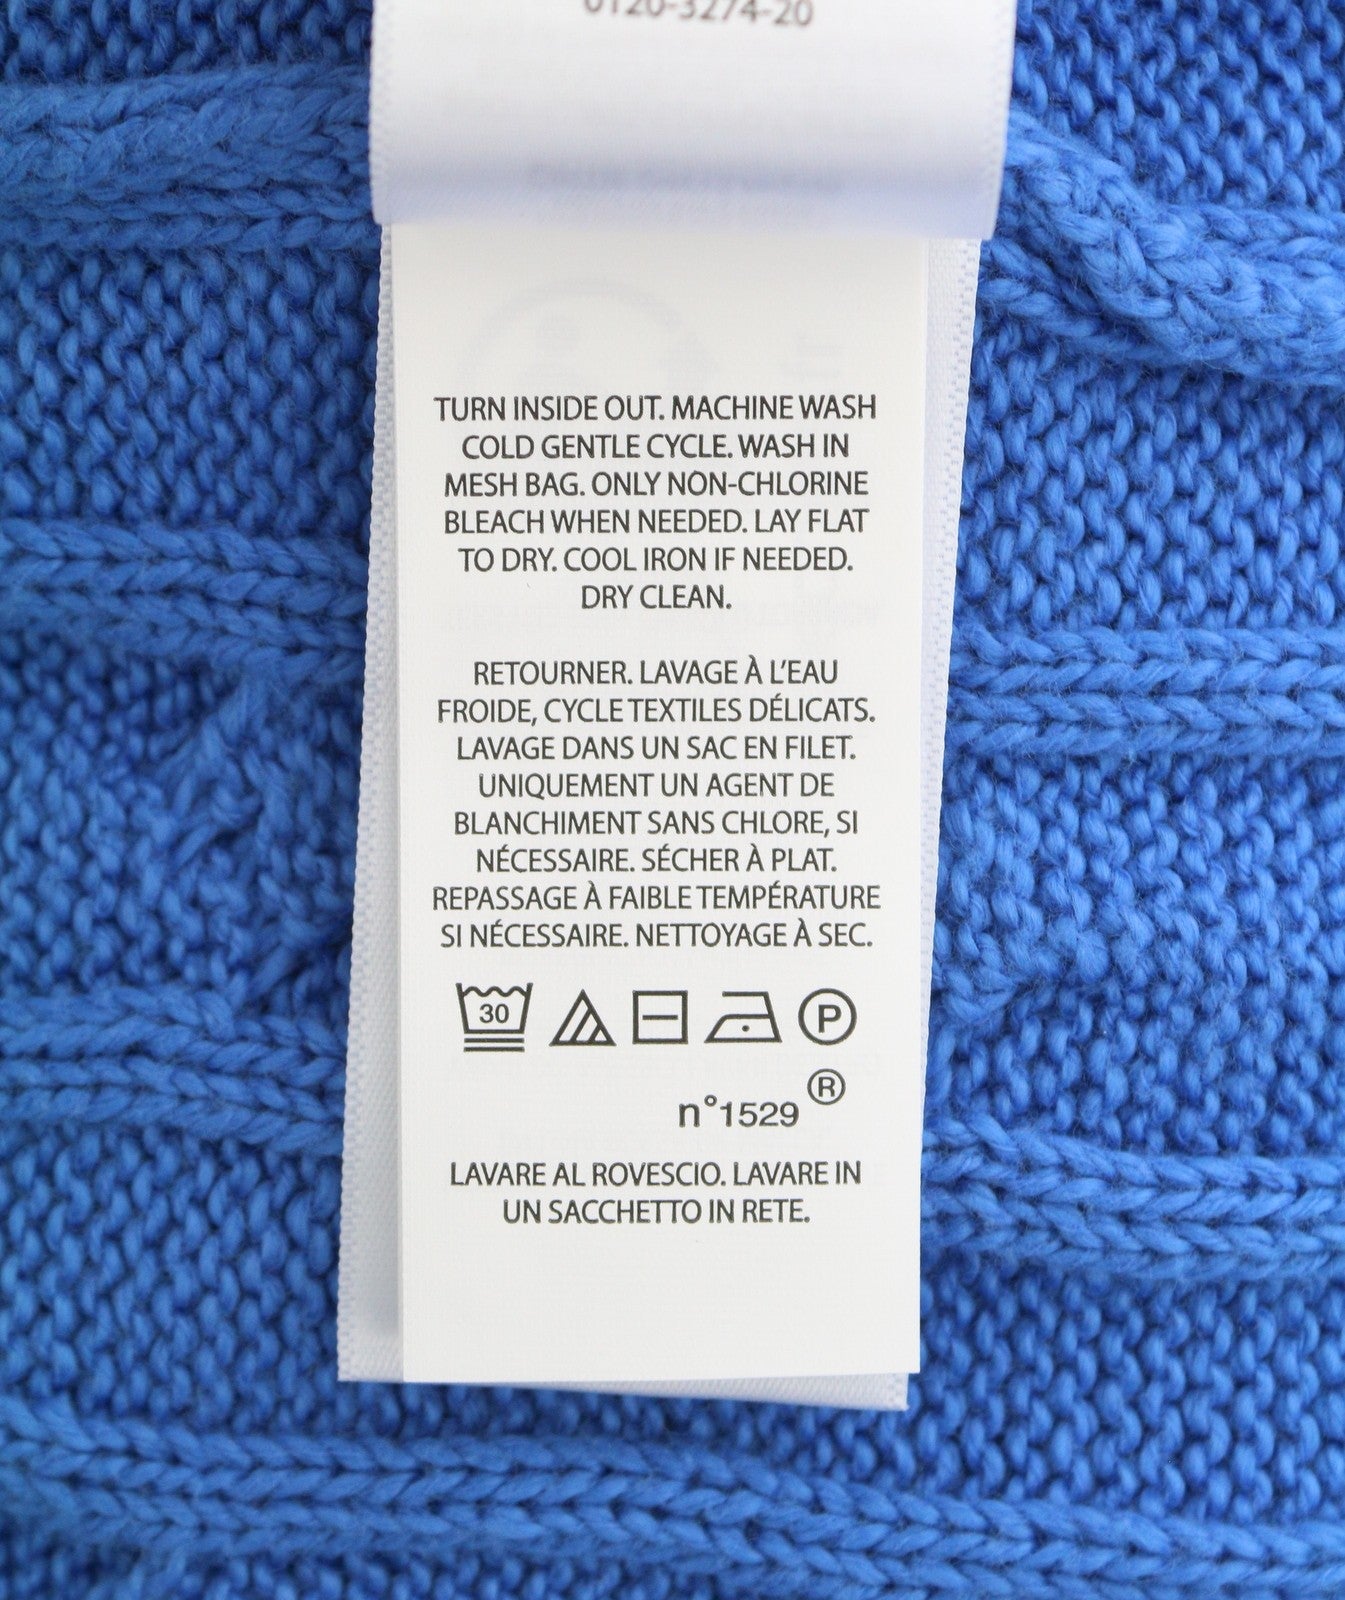 0120-3274-20
TURN INSIDE OUT. MACHINE WASH
COLD GENTLE CYCLE. WASH IN
MESH BAG. ONLY NON-CHLORINE
BLEACH WHEN NEEDED. LAY FLAT
TO DRY. COOL IRON IF NEEDED.
DRY CLEAN.
RETOURNER. LAVAGE À L'EAU
FROIDE, CYCLE TEXTILES DÉLICATS.
LAVAGE DANS UN SAC EN FILET.
UNIQUEMENT UN AGENT DE
BLANCHIMENT SANS CHLORE, SI
NÉCESSAIRE. SÉCHER À PLAT.
REPASSAGE À FAIBLE TEMPÉRATURE
SI NÉCESSAIRE. NETTOYAGE À SEC.
30 P
n°1529 ®
LAVARE AL ROVESCIO. LAVARE IN
UN SACCHETTO IN RETE.